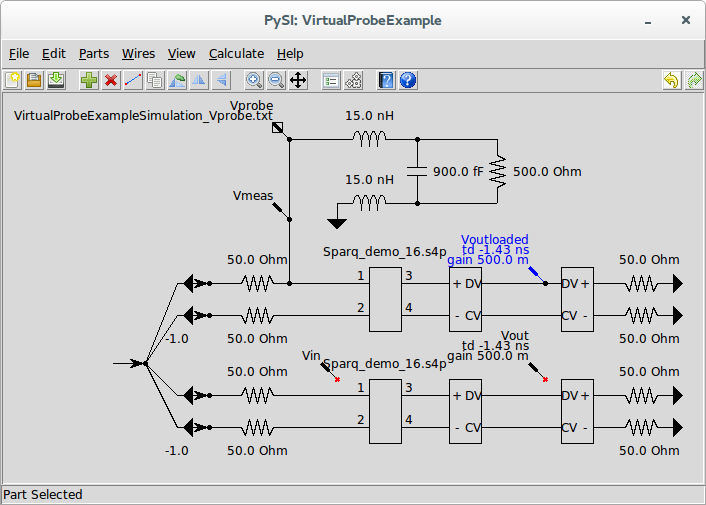 PySI: VirtualProbeExample
File Edit Parts Wires View Calculate Help
Vprobe
VirtualProbeExampleSimulation_Vprobe.txt
15.0 nH
900.0 fF
500.0 Ohm
15.0 nH
Vmeas
Voutloaded
td -1.43 ns
gain 500.0 m
50.0 Ohm
Sparq_demo_16.s4p
50.0 Ohm
1 3 + DV DV +
2 4 - CV CV -
-1.0
50.0 Ohm
50.0 Ohm
Vout
td -1.43 ns
gain 500.0 m
Vin
Sparq_demo_16.s4p
50.0 Ohm
50.0 Ohm
1 3 + DV DV +
2 4 - CV CV -
-1.0
50.0 Ohm
50.0 Ohm
Part Selected